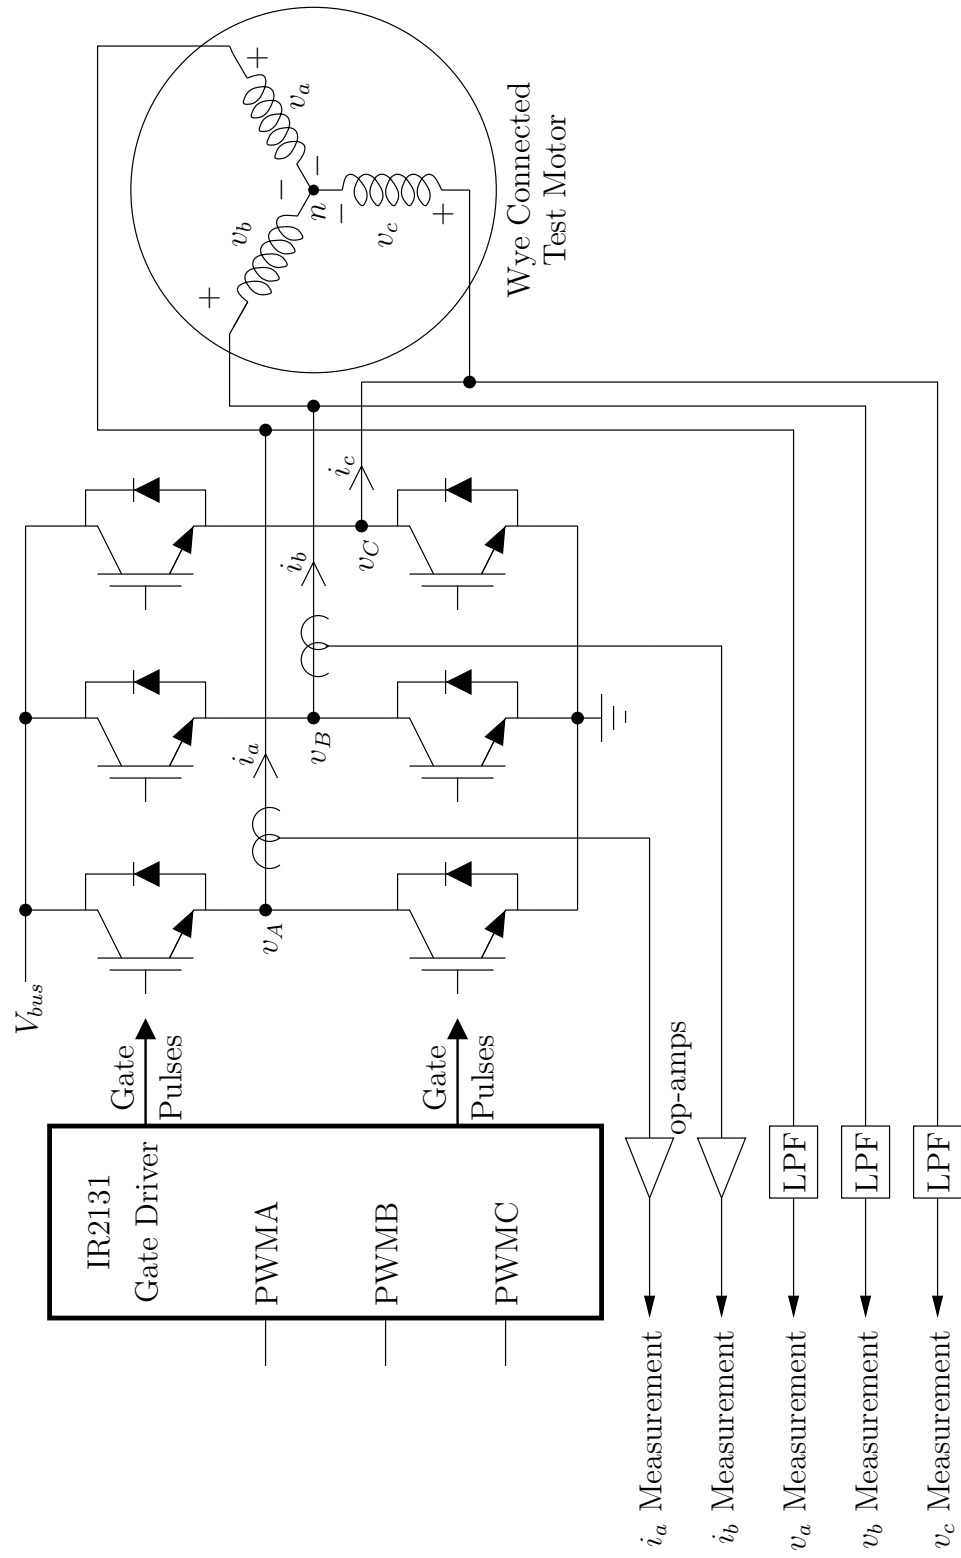 V_bus
IR2131
Gate Driver
PWMA
PWMB
PWMC
Gate
Pulses
Gate
Pulses
v_A
v_B
v_C
i_a
i_b
i_c
+
v_a
−
−
v_b
+
n
−
v_c
+
Wye Connected
Test Motor
op-amps
LPF
LPF
LPF
i_a Measurement
i_b Measurement
v_a Measurement
v_b Measurement
v_c Measurement